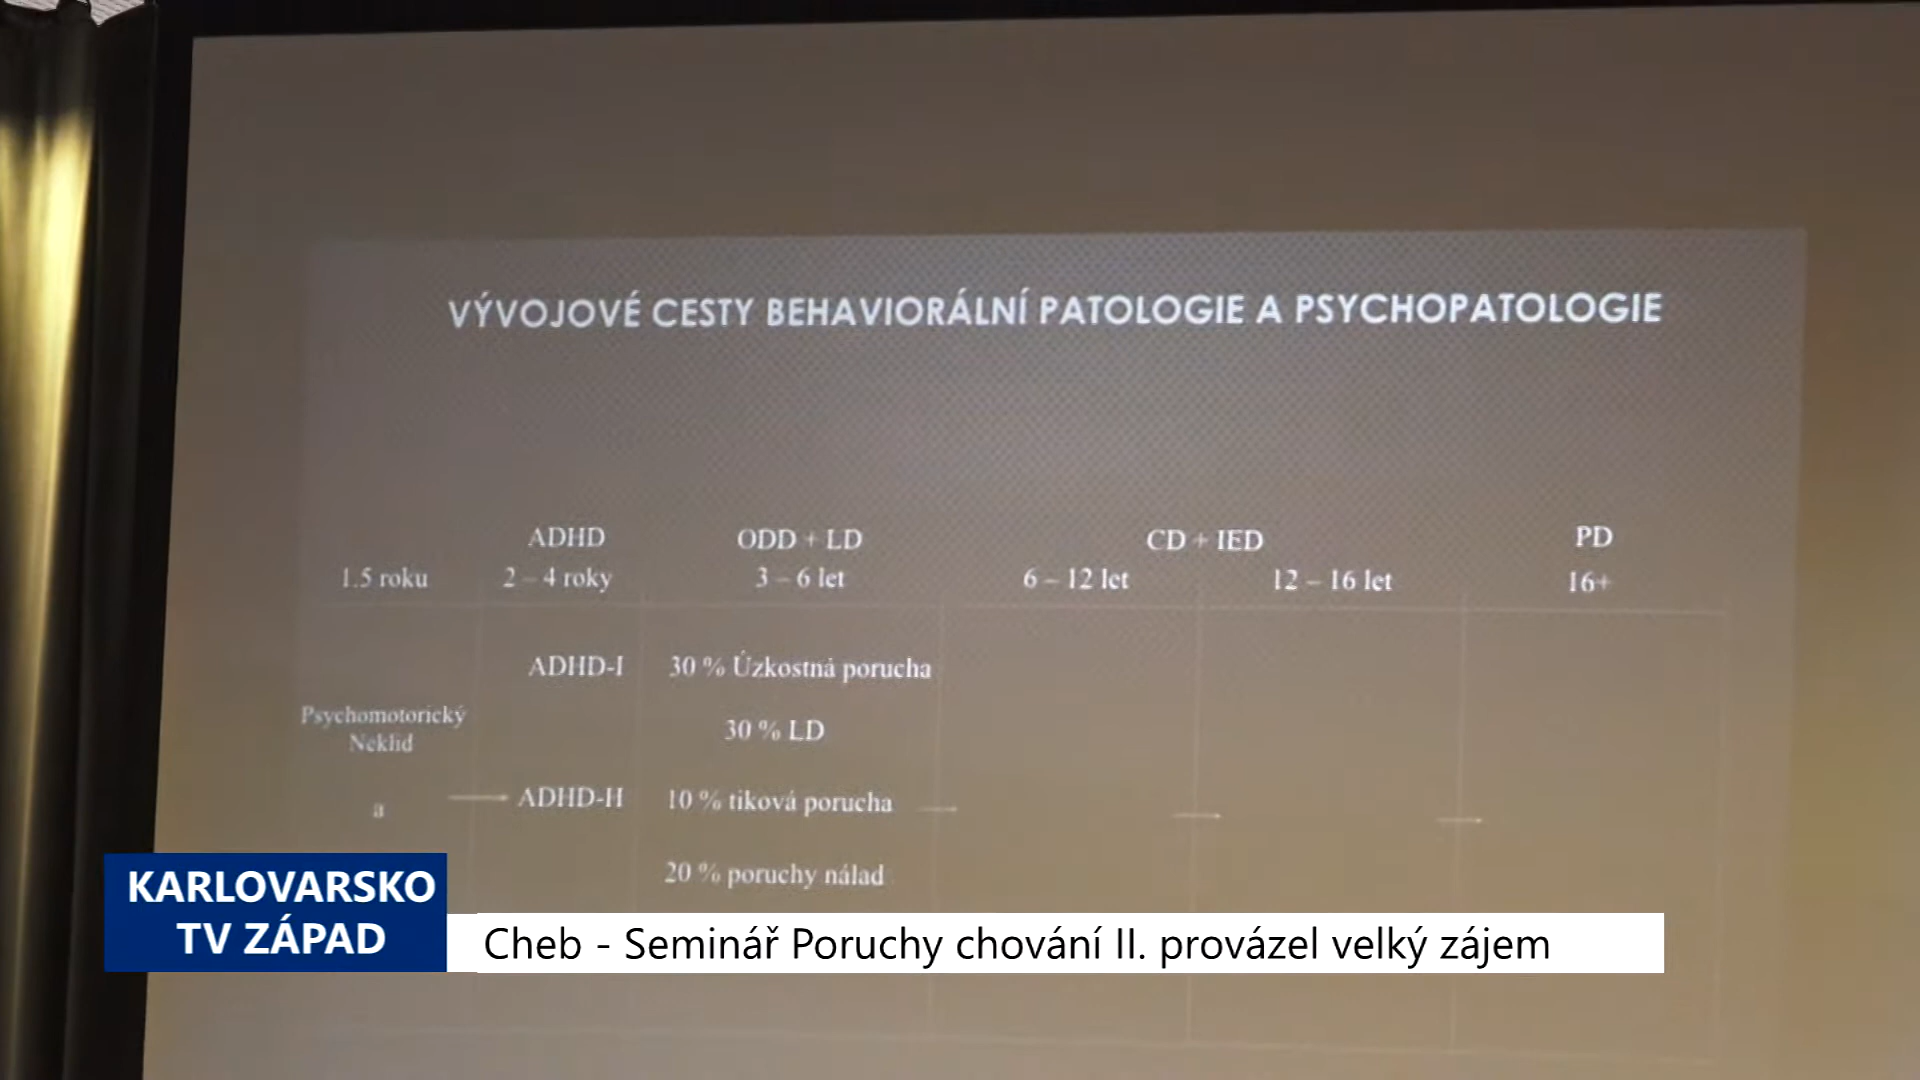 VÝVOJOVÉ CESTY BEHAVIORÁLNÍ PATOLOGIE A PSYCHOPATOLOGIE
ADHD ODD + LD CD + IED PD
1.5 roku 2 – 4 roky 3 – 6 let 6 – 12 let 12 – 16 let 16+
ADHD-I 30 % Úzkostná porucha
Psychomotorický
Neklid
30 % LD
a
ADHD-H 10 % tiková porucha
20 % poruchy nálad
KARLOVARSKO
TV ZÁPAD
Cheb - Seminář Poruchy chování II. provázel velký zájem